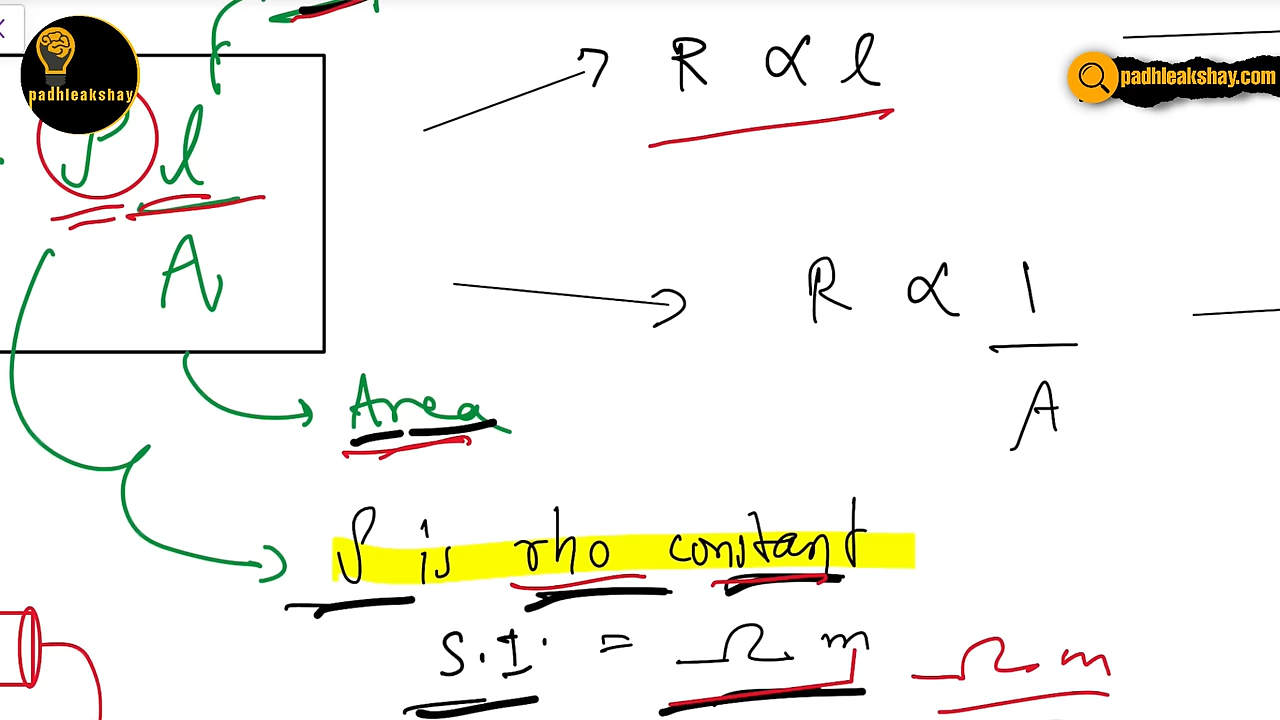 padhleakshay
padhleakshay.com
R ∝ l
ρ l
A
R ∝ 1
A
Area
ρ is rho constant
S.I. = Ω m Ω m